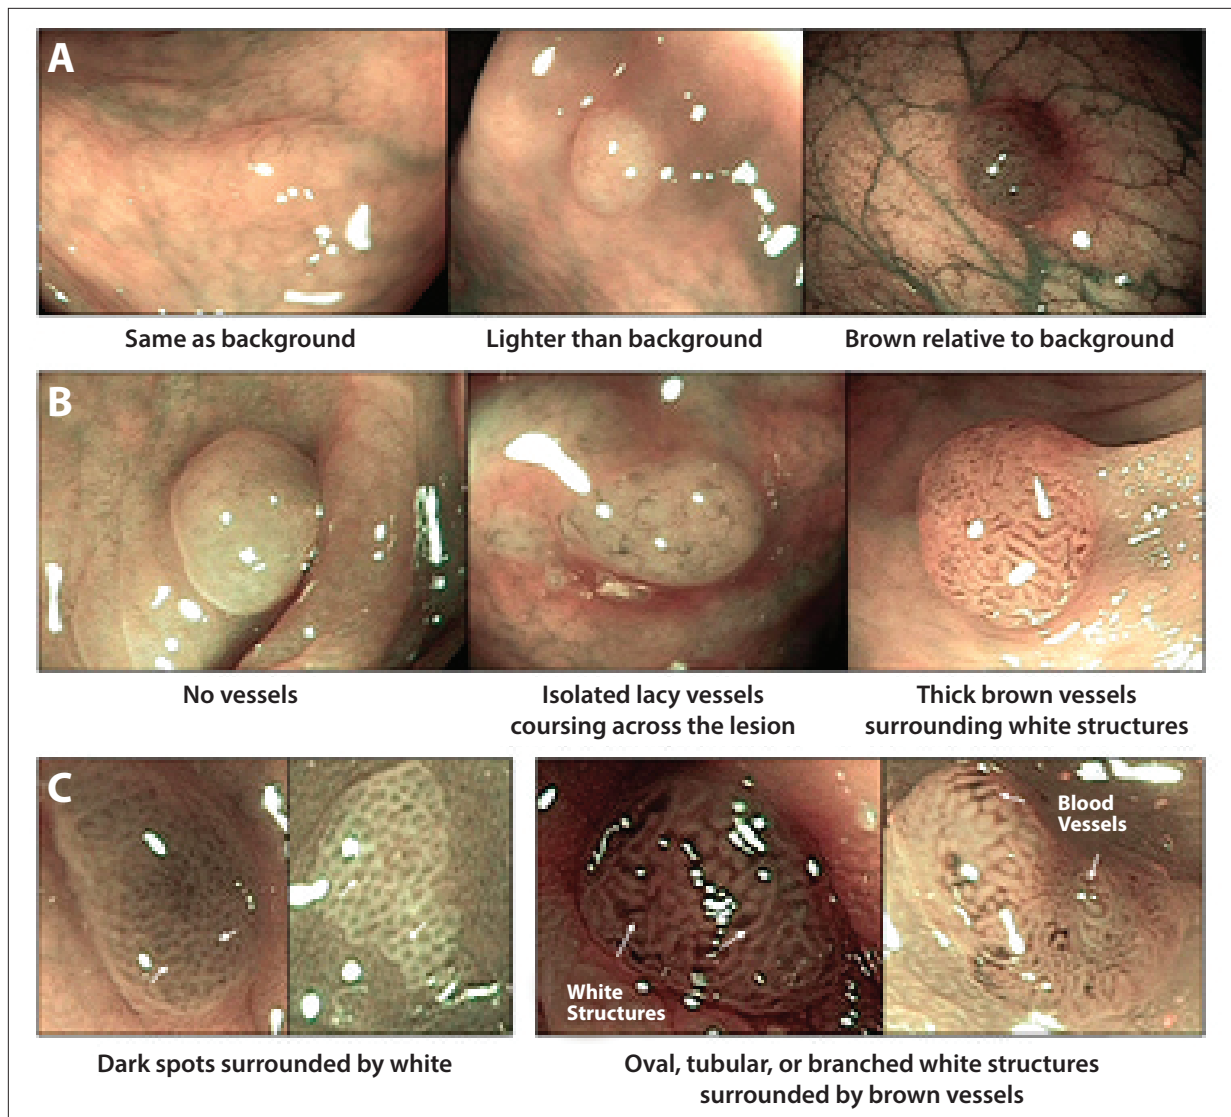 A
Same as background
Lighter than background
Brown relative to background
B
No vessels
Isolated lacy vessels
coursing across the lesion
Thick brown vessels
surrounding white structures
C
White
Structures
Blood
Vessels
Dark spots surrounded by white
Oval, tubular, or branched white structures
surrounded by brown vessels